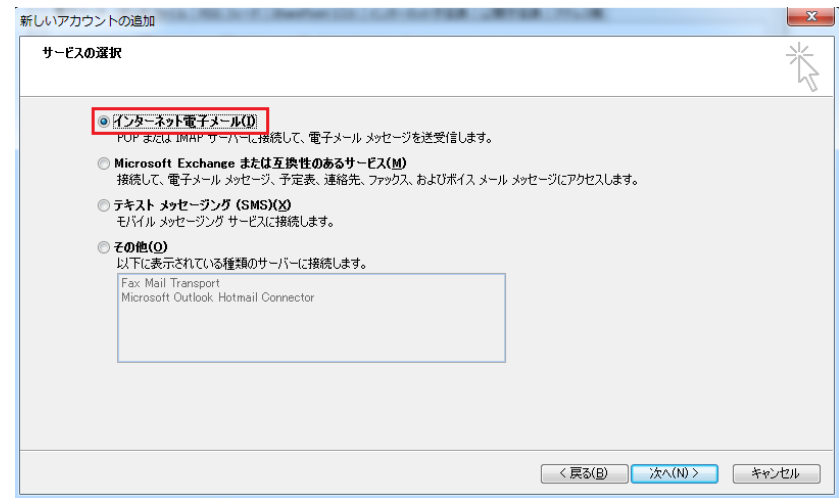 新しいアカウントの追加
サービスの選択
インターネット電子メール(I)
POP または IMAP サーバーに接続して、電子メール メッセージを送受信します。
Microsoft Exchange または互換性のあるサービス(M)
接続して、電子メール メッセージ、予定表、連絡先、ファックス、およびボイス メール メッセージにアクセスします。
テキスト メッセージング (SMS)(X)
モバイル メッセージング サービスに接続します。
その他(O)
以下に表示されている種類のサーバーに接続します。
Fax Mail Transport
Microsoft Outlook Hotmail Connector
< 戻る(B) 次へ(N) > キャンセル